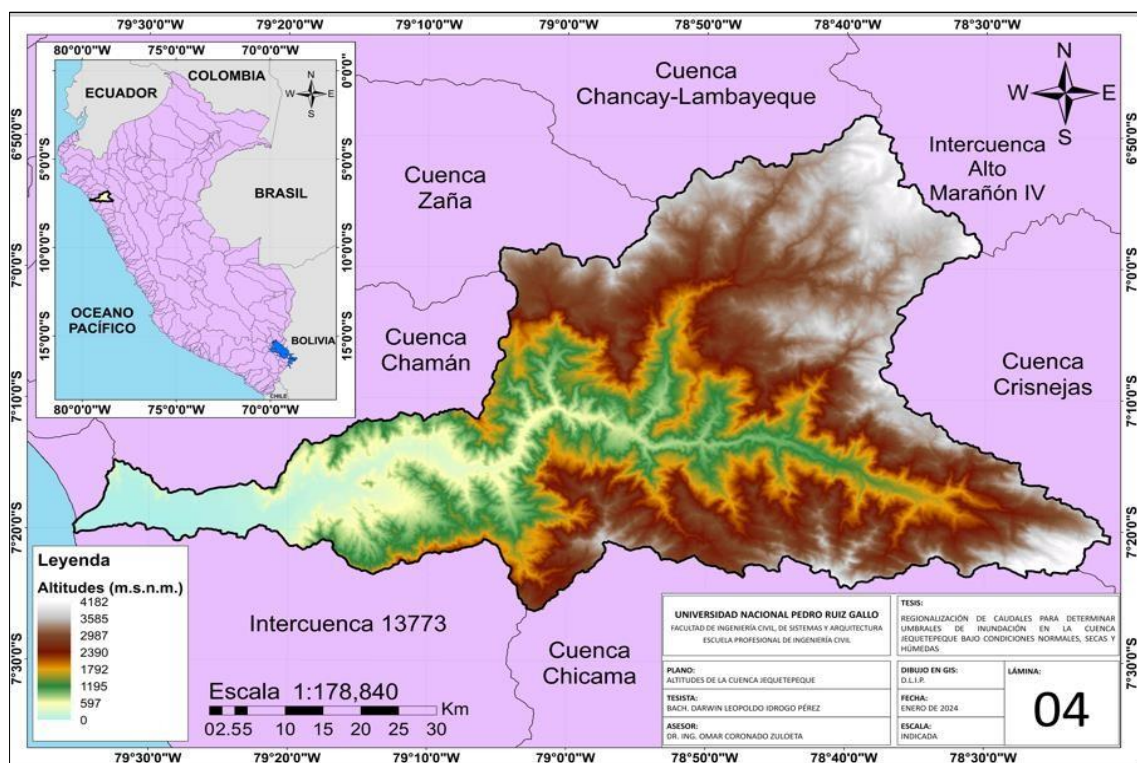 79°30'0"W
79°20'0"W
79°10'0"W
79°0'0"W
78°50'0"W
78°40'0"W
78°30'0"W
80°0'0"W
75°0'0"W
70°0'0"W
COLOMBIA
ECUADOR
BRASIL
BOLIVIA
CHILE
OCEANO
PACÍFICO
N
W
E
S
0°0'0"
5°0'0"S
10°0'0"S
15°0'0"S
80°0'0"W
75°0'0"W
70°0'0"W
Cuenca
Chancay-Lambayeque
N
W
E
S
Intercuenca
Alto
Marañón IV
Cuenca
Zaña
Cuenca
Chamán
Cuenca
Crisnejas
6°50'0"S
7°0'0"S
7°10'0"S
7°20'0"S
7°30'0"S
6°50'0"S
7°0'0"S
7°10'0"S
7°20'0"S
7°30'0"S
Leyenda
Altitudes (m.s.n.m.)
4182
3585
2987
2390
1792
1195
597
0
Intercuenca 13773
Cuenca
Chicama
Escala 1:178,840
Km
02.55 10 15 20 25 30
UNIVERSIDAD NACIONAL PEDRO RUIZ GALLO
FACULTAD DE INGENIERÍA CIVIL, DE SISTEMAS Y ARQUITECTURA
ESCUELA PROFESIONAL DE INGENIERÍA CIVIL
TESIS:
REGIONALIZACIÓN DE CAUDALES PARA DETERMINAR
UMBRALES DE INUNDACIÓN EN LA CUENCA
JEQUETEPEQUE BAJO CONDICIONES NORMALES, SECAS Y
HÚMEDAS
PLANO:
ALTITUDES DE LA CUENCA JEQUETEPEQUE
TESISTA:
BACH. DARWIN LEOPOLDO IDROGO PÉREZ
ASESOR:
DR. ING. OMAR CORONADO ZULOETA
DIBUJO EN GIS:
D.L.I.P.
FECHA:
ENERO DE 2024
ESCALA:
INDICADA
LÁMINA:
04
79°30'0"W
79°20'0"W
79°10'0"W
79°0'0"W
78°50'0"W
78°40'0"W
78°30'0"W